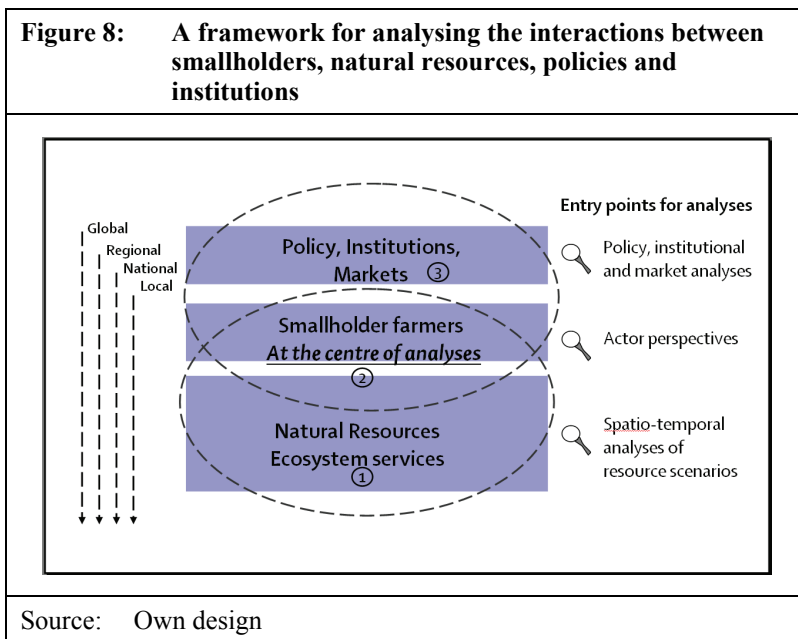 Figure 8: A framework for analysing the interactions between
smallholders, natural resources, policies and
institutions
Global
Regional
National
Local
Policy, Institutions,
Markets ③
Smallholder farmers
At the centre of analyses
②
Natural Resources
Ecosystem services
①
Entry points for analyses
Policy, institutional
and market analyses
Actor perspectives
Spatio-temporal
analyses of
resource scenarios
Source: Own design